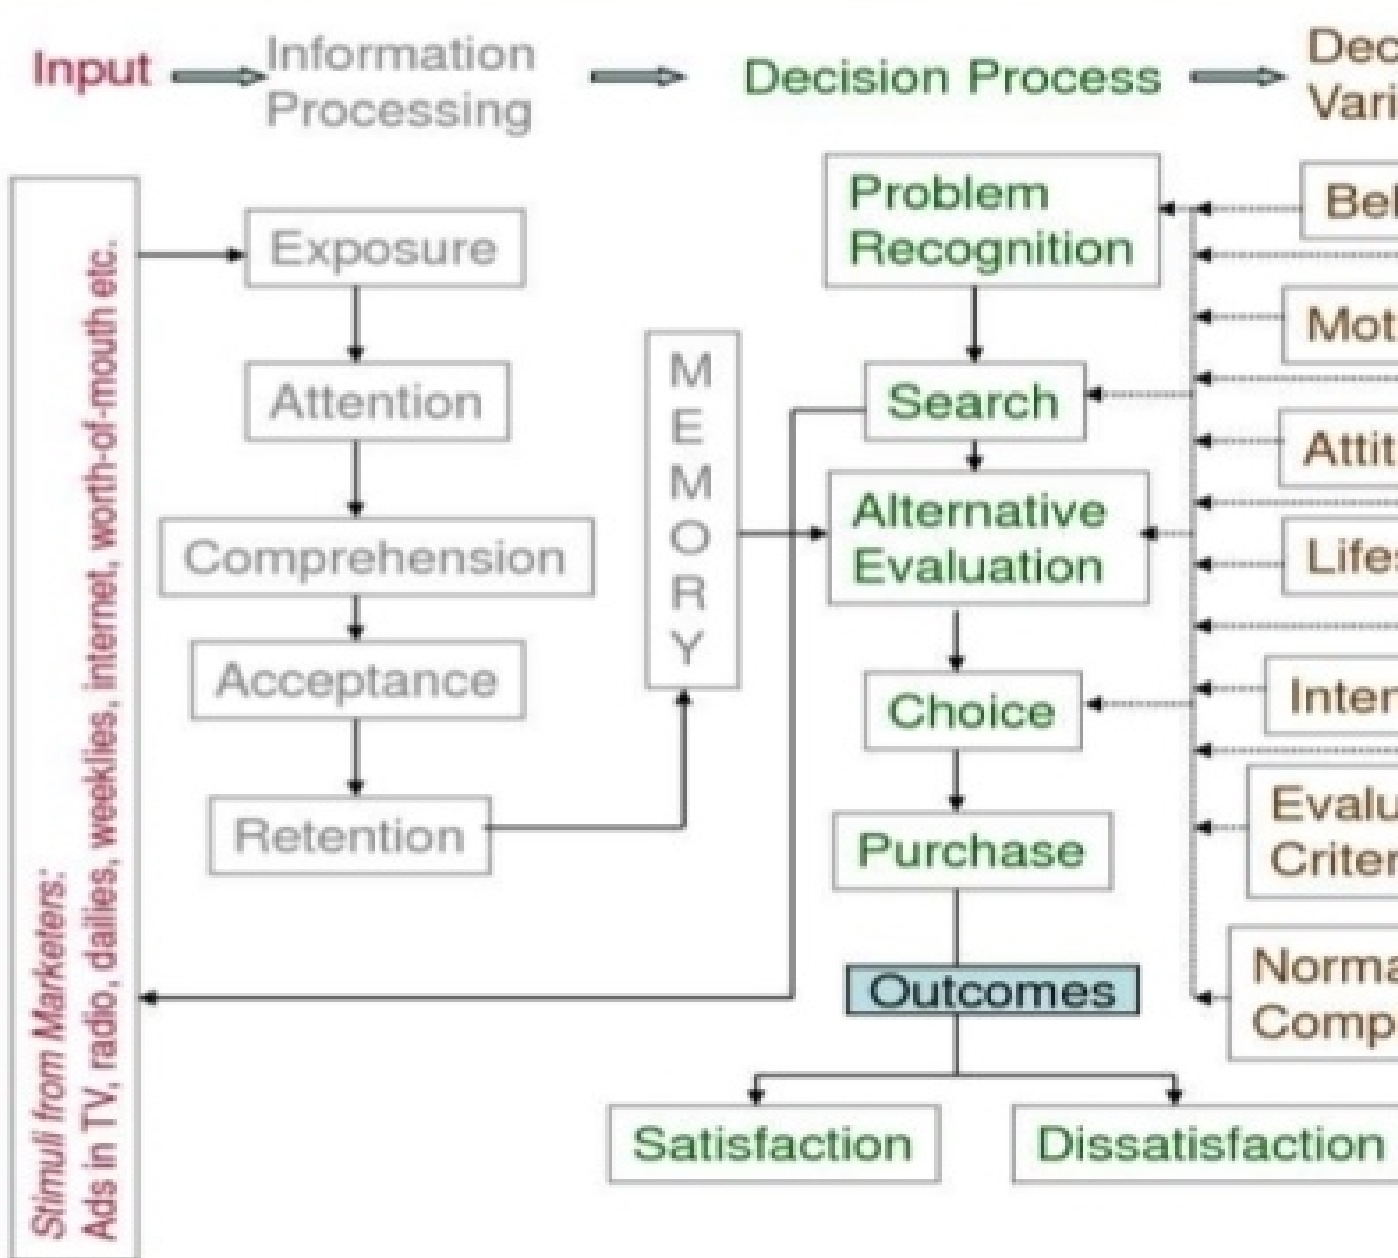 Input
Information
Processing
Decision Process
Dec
Vari
Stimuli from Marketers:
Ads in TV, radio, dailies, weeklies, internet, worth-of-mouth etc.
Exposure
Attention
Comprehension
Acceptance
Retention
MEMORY
Problem
Recognition
Search
Alternative
Evaluation
Choice
Purchase
Outcomes
Satisfaction
Dissatisfaction
Bel
Mot
Attit
Lifes
Inter
Evalu
Criter
Norma
Comp